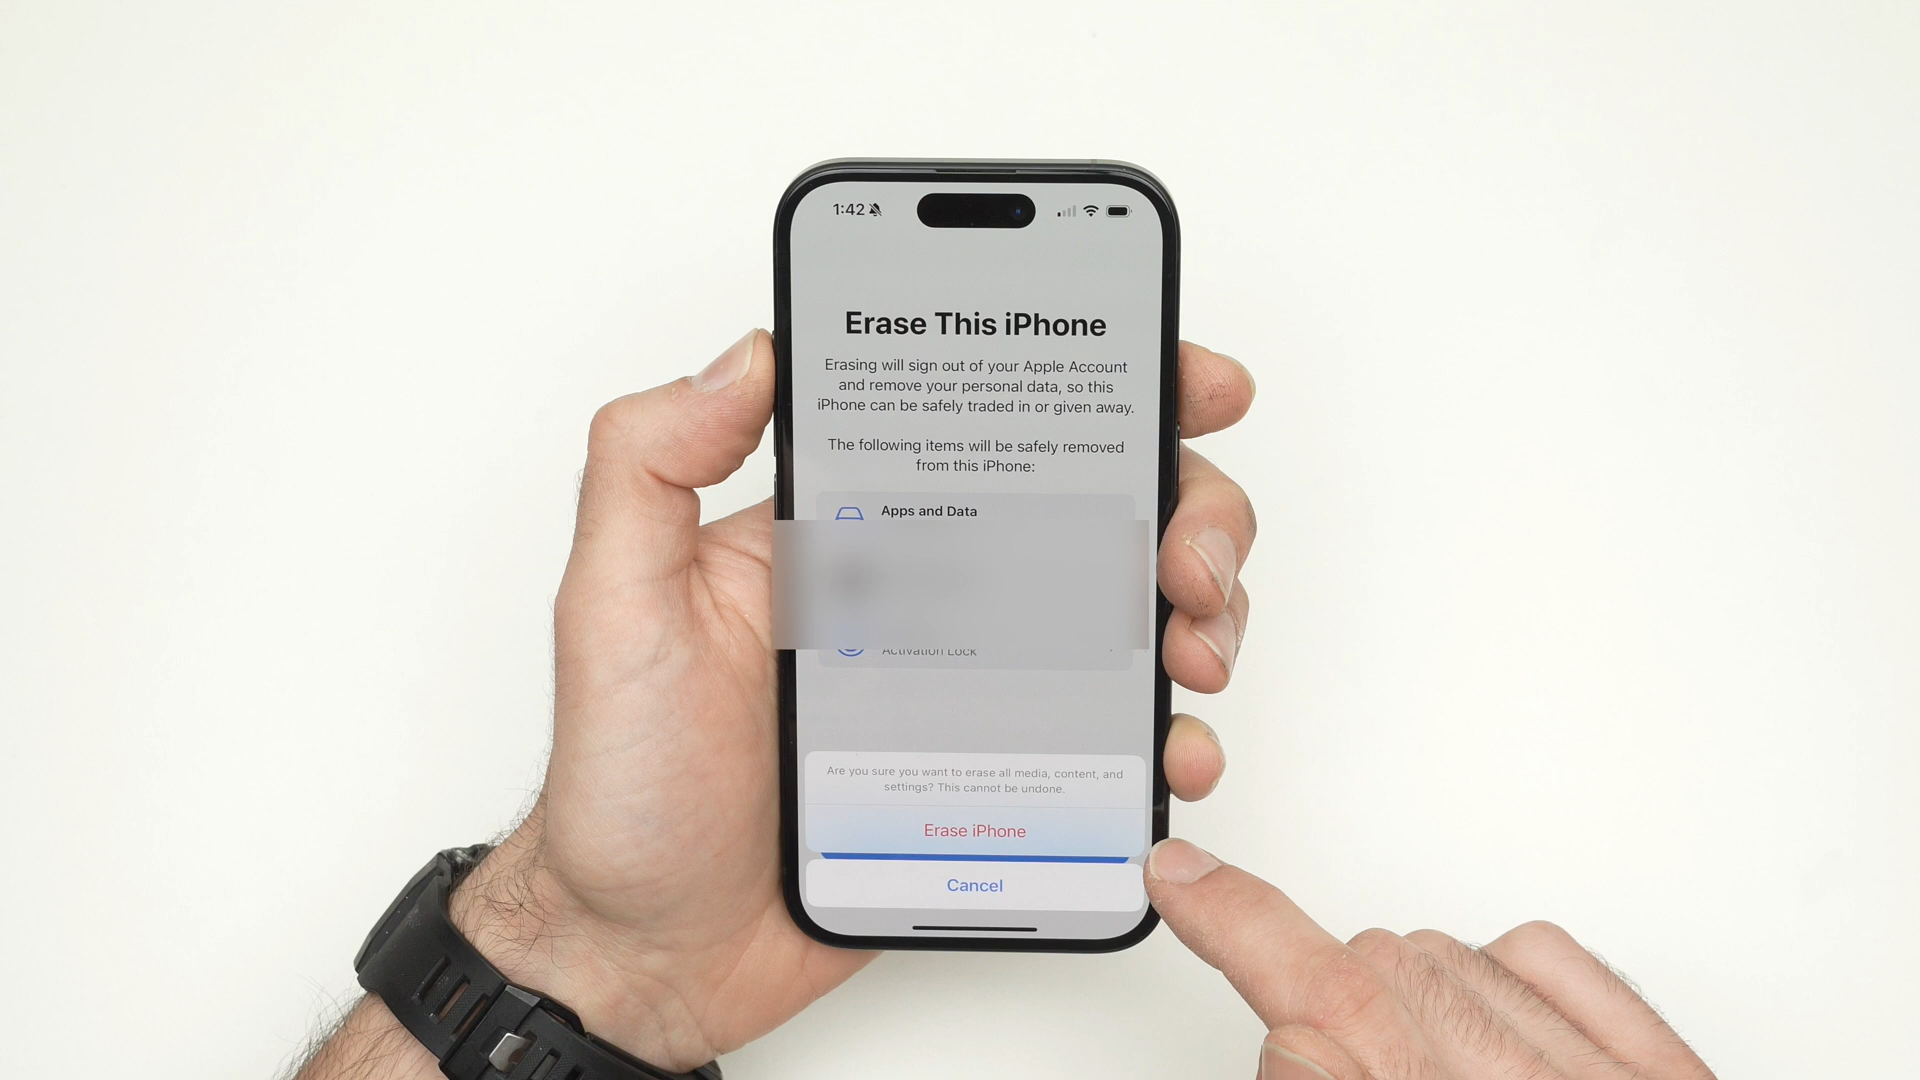 1:42
Erase This iPhone
Erasing will sign out of your Apple Account
and remove your personal data, so this
iPhone can be safely traded in or given away.
The following items will be safely removed
from this iPhone:
Apps and Data
Activation Lock
Are you sure you want to erase all media, content, and
settings? This cannot be undone.
Erase iPhone
Cancel